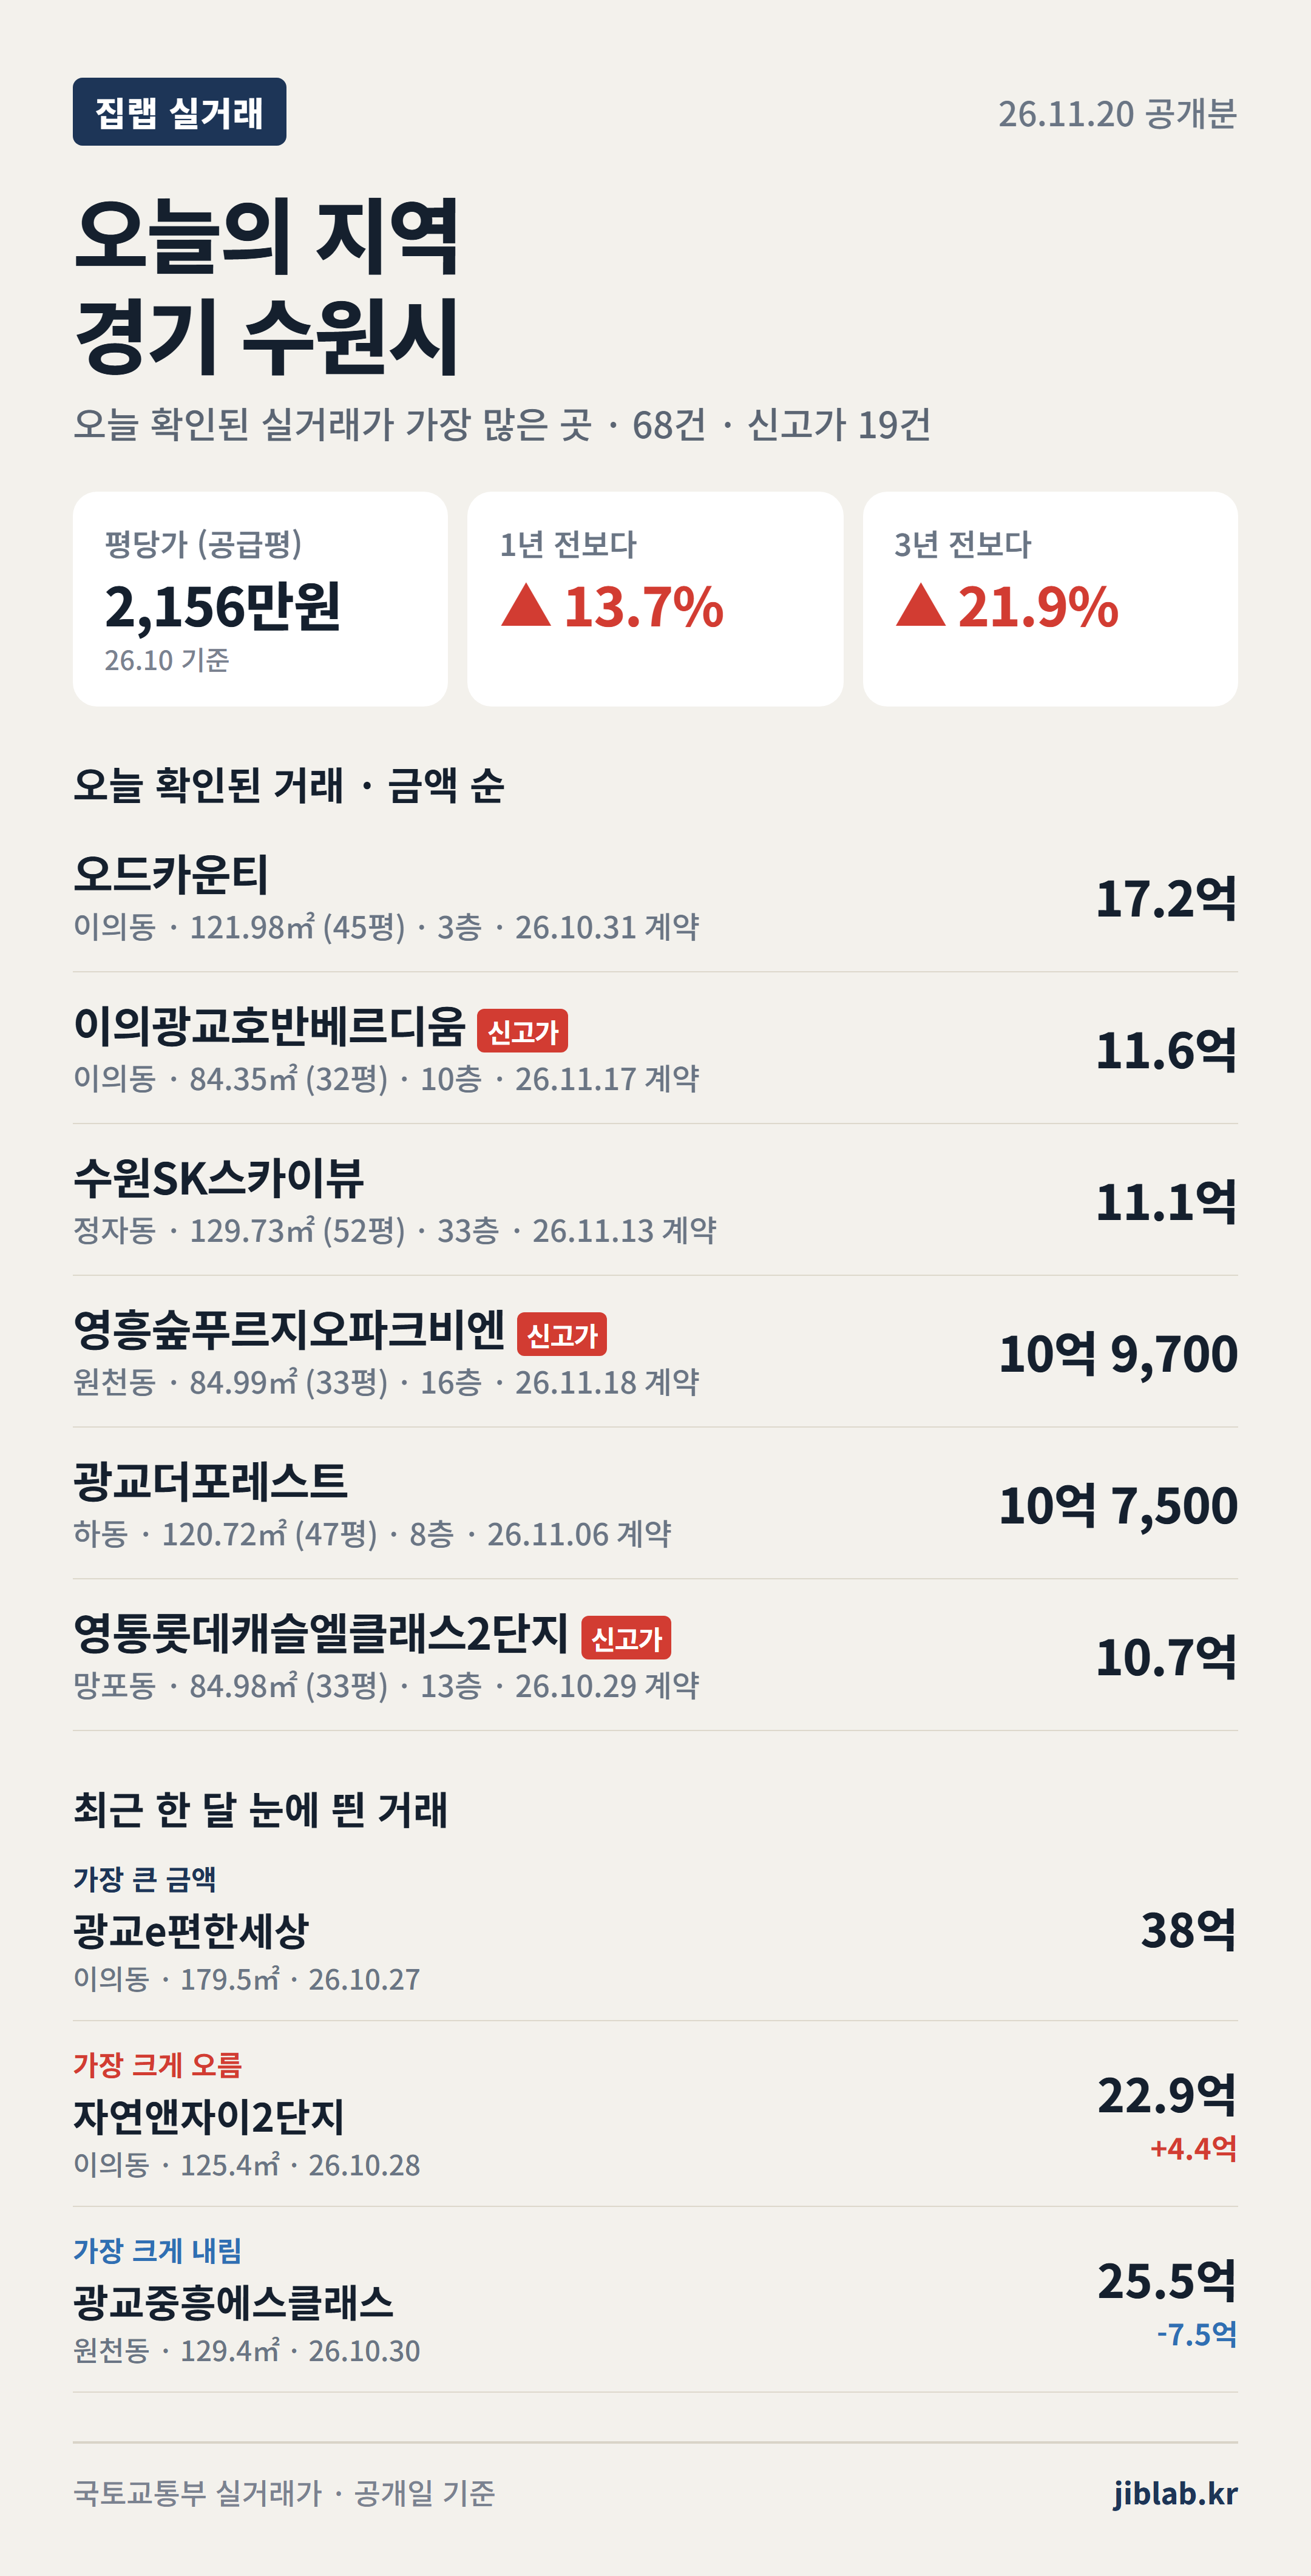 집랩 실거래
26.11.20 공개분
오늘의 지역
경기 수원시
오늘 확인된 실거래가 가장 많은 곳 · 68건 · 신고가 19건
평당가 (공급평)
2,156만원
26.10 기준
1년 전보다
▲ 13.7%
3년 전보다
▲ 21.9%
오늘 확인된 거래 · 금액 순
오드카운티
이의동 · 121.98㎡ (45평) · 3층 · 26.10.31 계약
17.2억
이의광교호반베르디움 신고가
이의동 · 84.35㎡ (32평) · 10층 · 26.11.17 계약
11.6억
수원SK스카이뷰
정자동 · 129.73㎡ (52평) · 33층 · 26.11.13 계약
11.1억
영흥숲푸르지오파크비엔 신고가
원천동 · 84.99㎡ (33평) · 16층 · 26.11.18 계약
10억 9,700
광교더포레스트
하동 · 120.72㎡ (47평) · 8층 · 26.11.06 계약
10억 7,500
영통롯데캐슬엘클래스2단지 신고가
망포동 · 84.98㎡ (33평) · 13층 · 26.10.29 계약
10.7억
최근 한 달 눈에 띈 거래
가장 큰 금액
광교e편한세상
이의동 · 179.5㎡ · 26.10.27
38억
가장 크게 오름
자연앤자이2단지
이의동 · 125.4㎡ · 26.10.28
22.9억
+4.4억
가장 크게 내림
광교중흥에스클래스
원천동 · 129.4㎡ · 26.10.30
25.5억
-7.5억
국토교통부 실거래가 · 공개일 기준
jiblab.kr